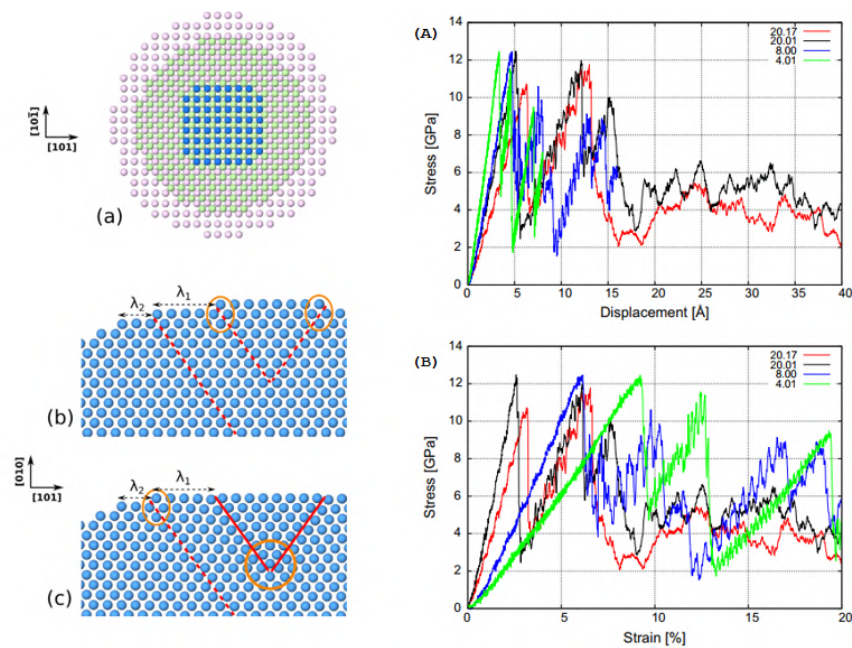 [10ī]
[101]
(a)
λ₂
λ₁
(b)
[010]
[101]
λ₂
λ₁
(c)
(A)
14
12
10
8
6
4
2
0
Stress [GPa]
20.17
20.01
8.00
4.01
0
5
10
15
20
25
30
35
40
Displacement [Å]
(B)
14
12
10
8
6
4
2
0
Stress [GPa]
20.17
20.01
8.00
4.01
0
5
10
15
20
Strain [%]